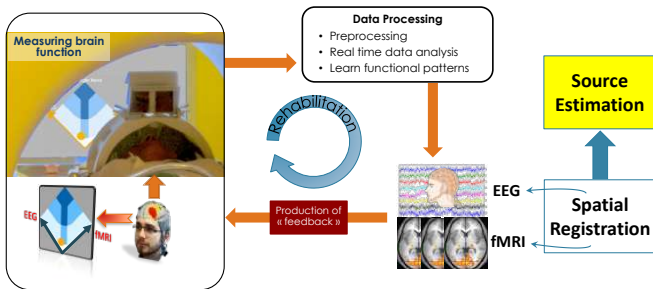 Measuring brain
function
Data Processing
• Preprocessing
• Real time data analysis
• Learn functional patterns
Source
Estimation
Rehabilitation
EEG
fMRI
EEG
fMRI
Production of
« feedback »
Spatial
Registration